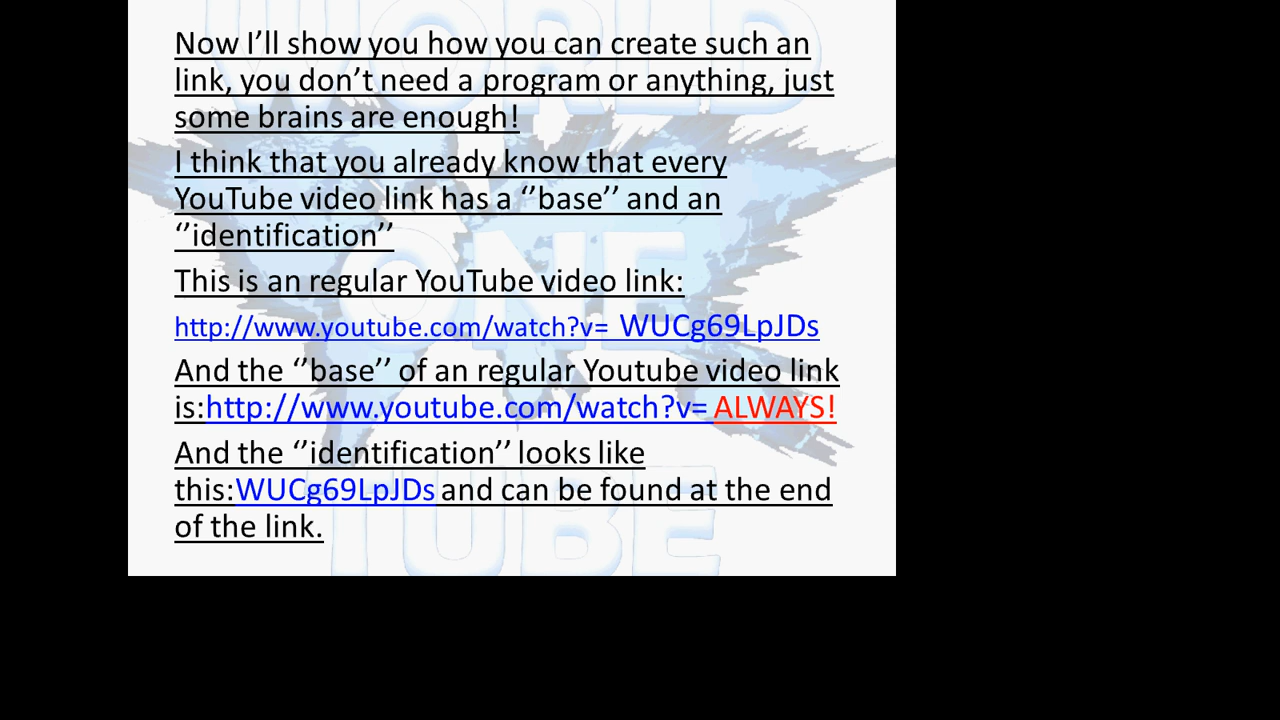 WORLD
Now I’ll show you how you can create such an
link, you don’t need a program or anything, just
some brains are enough!
I think that you already know that every
YouTube video link has a ‘’base’’ and an
‘’identification’’
ONE
This is an regular YouTube video link:
http://www.youtube.com/watch?v= WUCg69LpJDs
And the ‘’base’’ of an regular Youtube video link
is:http://www.youtube.com/watch?v= ALWAYS!
And the ‘’identification’’ looks like
this:WUCg69LpJDs and can be found at the end
of the link.
TUBE